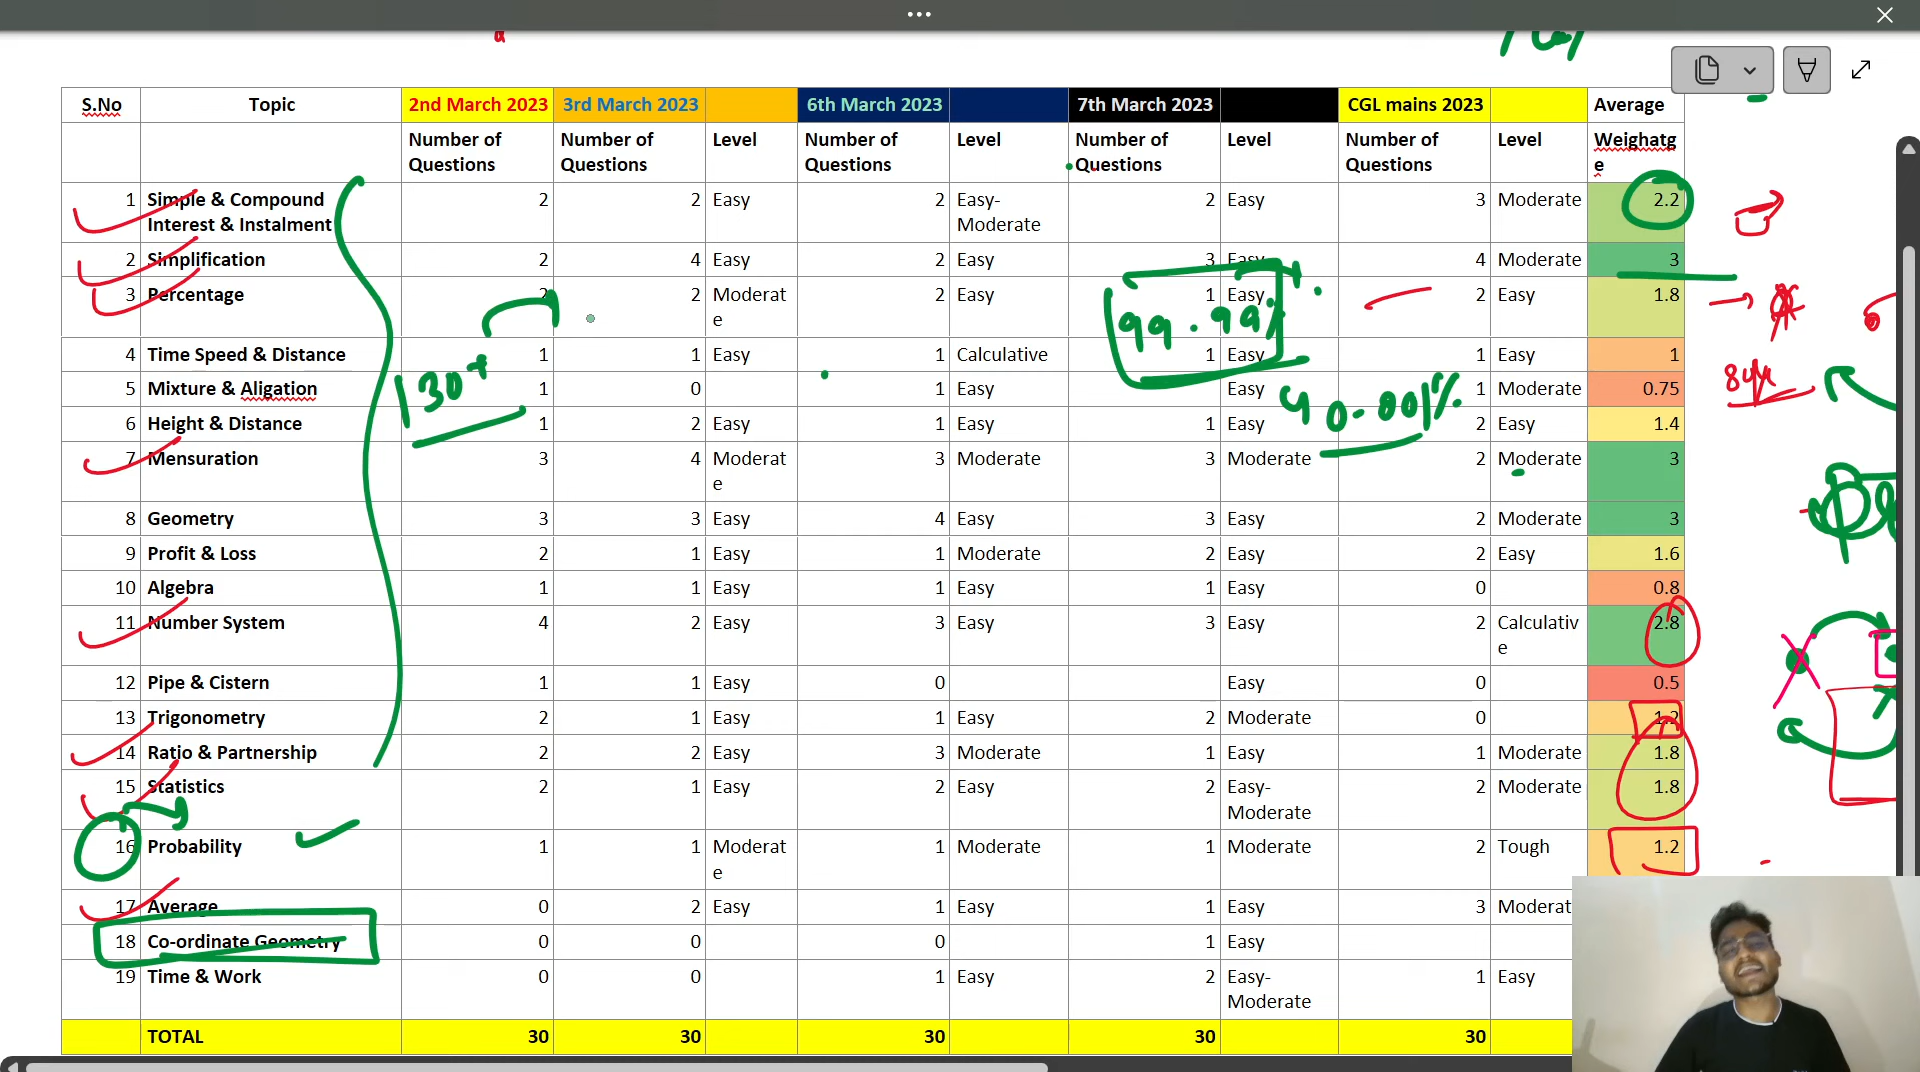 S.No Topic 2nd March 2023 3rd March 2023 6th March 2023 7th March 2023 CGL mains 2023 Average
Number of Questions Number of Questions Level Number of Questions Level Number of Questions Level Number of Questions Level Weighatge
1 Simple & Compound Interest & Instalment 2 2 Easy 2 Easy-Moderate 2 Easy 3 Moderate 2.2
2 Simplification 2 4 Easy 2 Easy 3 Easy 4 Moderate 3
3 Percentage 2 2 Moderate 2 Easy 1 Easy 2 Easy 1.8
4 Time Speed & Distance 1 1 Easy 1 Calculative 1 Easy 1 Easy 1
5 Mixture & Aligation 1 0 1 Easy Easy 1 Moderate 0.75
6 Height & Distance 1 2 Easy 1 Easy 1 Easy 2 Easy 1.4
7 Mensuration 3 4 Moderate 3 Moderate 3 Moderate 2 Moderate 3
8 Geometry 3 3 Easy 4 Easy 3 Easy 2 Moderate 3
9 Profit & Loss 2 1 Easy 1 Moderate 2 Easy 2 Easy 1.6
10 Algebra 1 1 Easy 1 Easy 1 Easy 0 0.8
11 Number System 4 2 Easy 3 Easy 3 Easy 2 Calculative 2.8
12 Pipe & Cistern 1 1 Easy 0 Easy 0 0.5
13 Trigonometry 2 1 Easy 1 Easy 2 Moderate 0 1.2
14 Ratio & Partnership 2 2 Easy 3 Moderate 1 Easy 1 Moderate 1.8
15 Statistics 2 1 Easy 2 Easy 2 Easy-Moderate 2 Moderate 1.8
16 Probability 1 1 Moderate 1 Moderate 1 Moderate 2 Tough 1.2
17 Average 0 2 Easy 1 Easy 1 Easy 3 Moderat
18 Co-ordinate Geometry 0 0 0 1 Easy
19 Time & Work 0 0 1 Easy 2 Easy-Moderate 1 Easy
TOTAL 30 30 30 30 30
130+
99.99%
0.001%